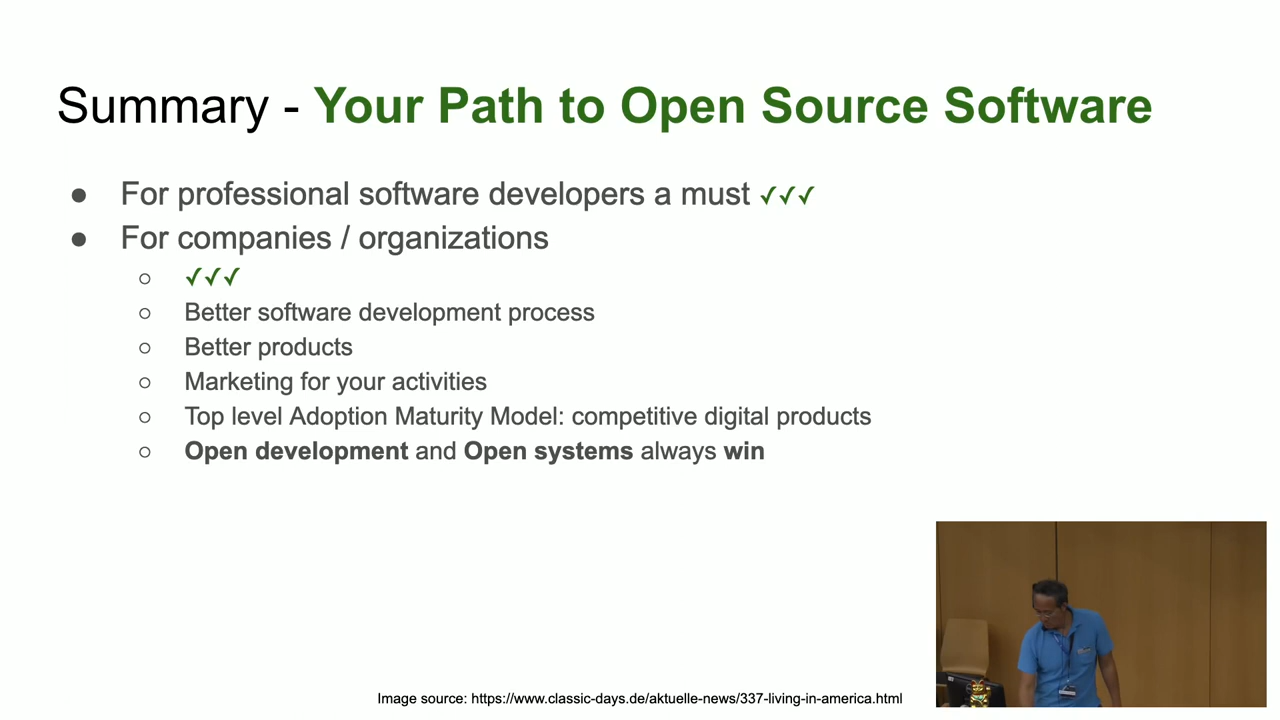 Summary - Your Path to Open Source Software
● For professional software developers a must ✓✓✓
● For companies / organizations
○ ✓✓✓
○ Better software development process
○ Better products
○ Marketing for your activities
○ Top level Adoption Maturity Model: competitive digital products
○ Open development and Open systems always win
Image source: https://www.classic-days.de/aktuelle-news/337-living-in-america.html